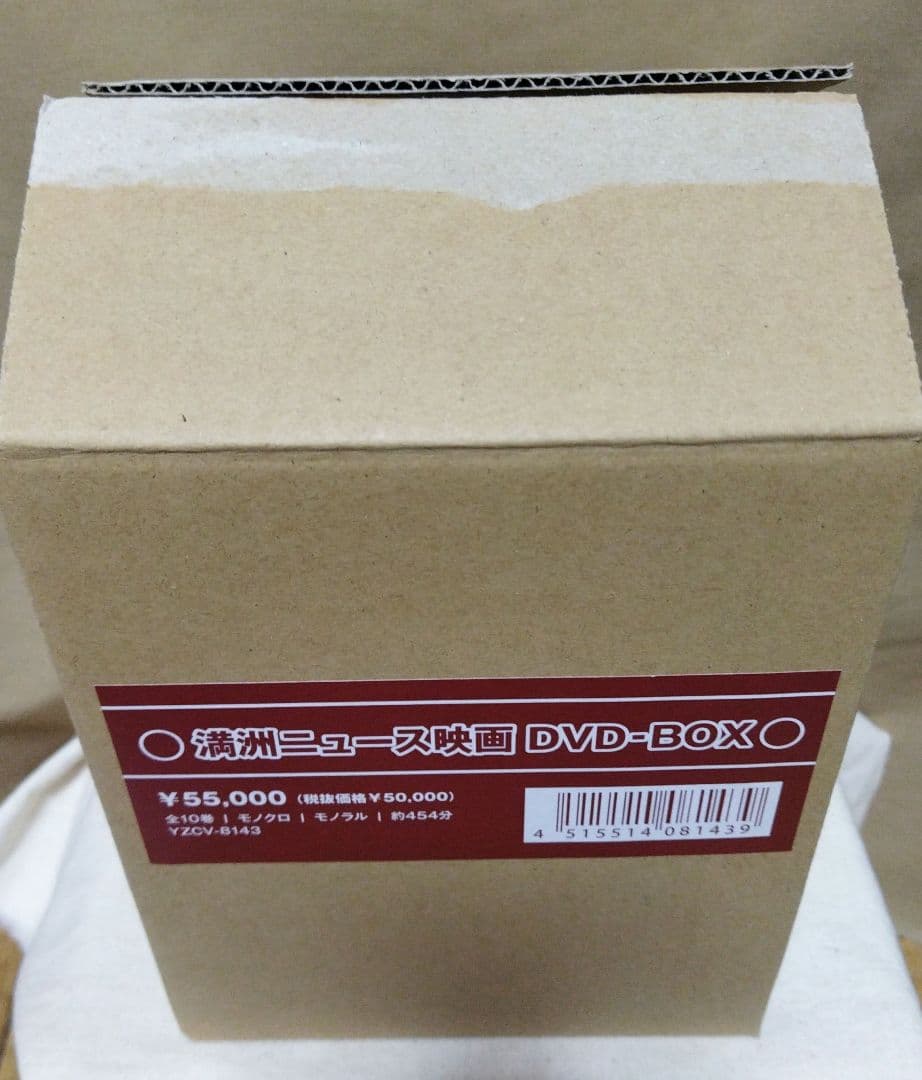 ○満洲ニュース映画 DVD-BOX○
¥55,000 (税抜価格¥50,000)
全10巻 | モノクロ | モノラル | 約454分
YZCV-8143
4 515514 081439